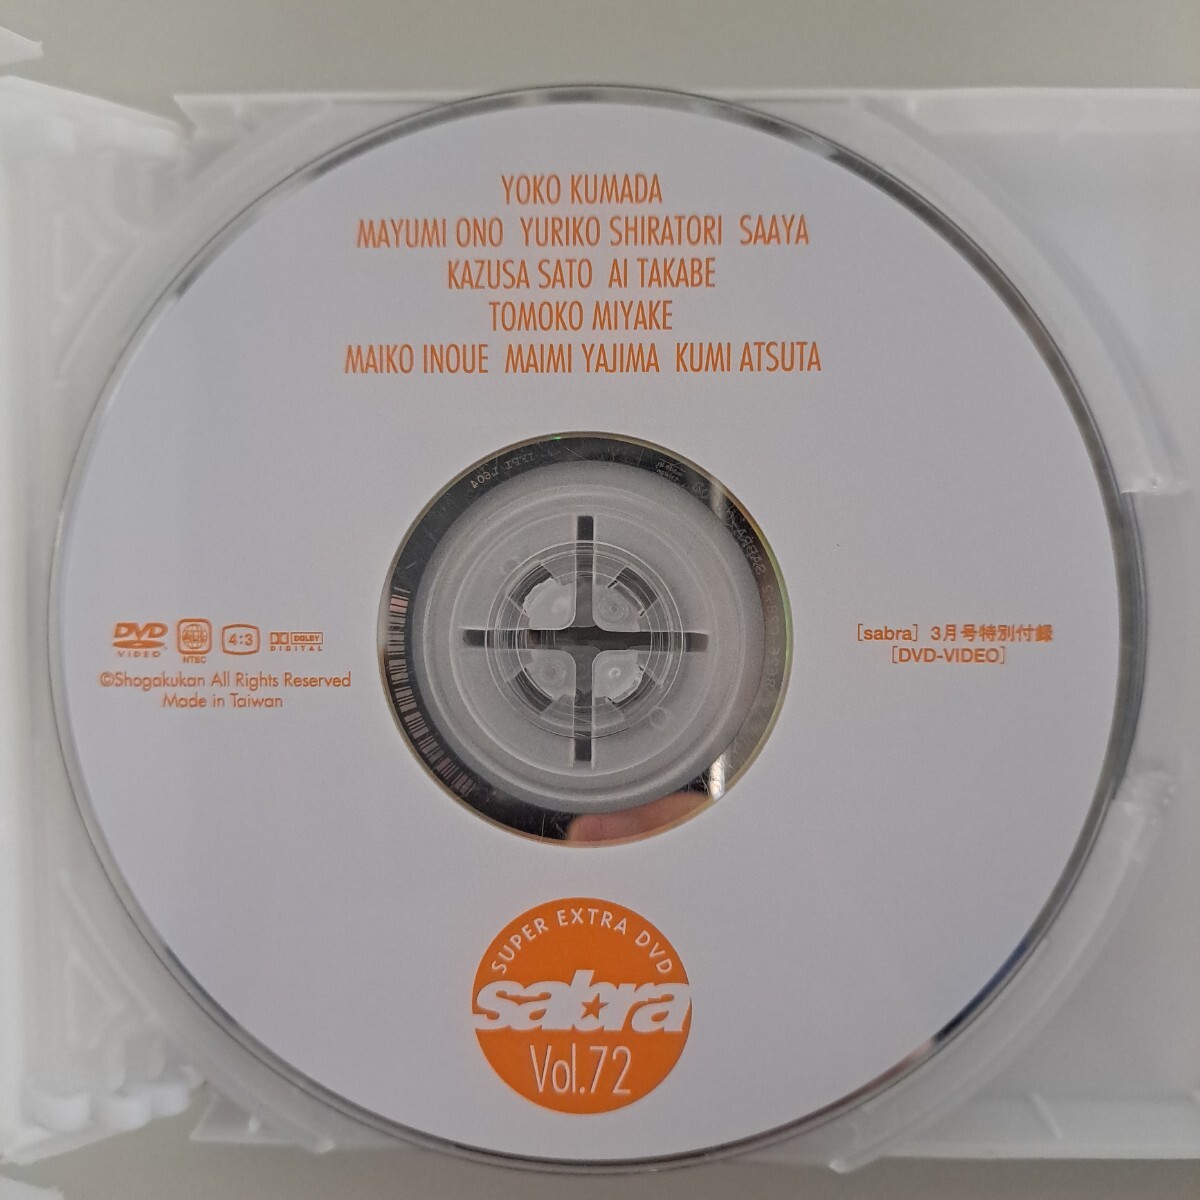 YOKO KUMADA
MAYUMI ONO YURIKO SHIRATORI SAAYA
KAZUSA SATO AI TAKABE
TOMOKO MIYAKE
MAIKO INOUE MAIMI YAJIMA KUMI ATSUTA
DVD
VIDEO
ALL
NTSC
4:3
DOLBY
DIGITAL
©Shogakukan All Rights Reserved
Made in Taiwan
[sabra] 3月号特別付録
[DVD-VIDEO]
SUPER EXTRA DVD
sabra
Vol.72